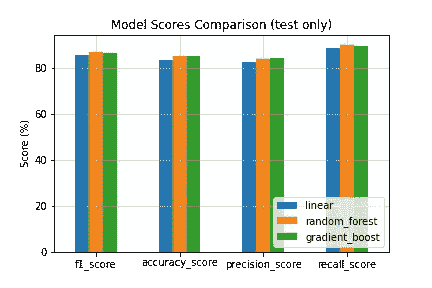 Model Scores Comparison (test only)
Score (%)
80
60
40
20
0
linear
random_forest
gradient_boost
f1_score
accuracy_score
precision_score
recall_score